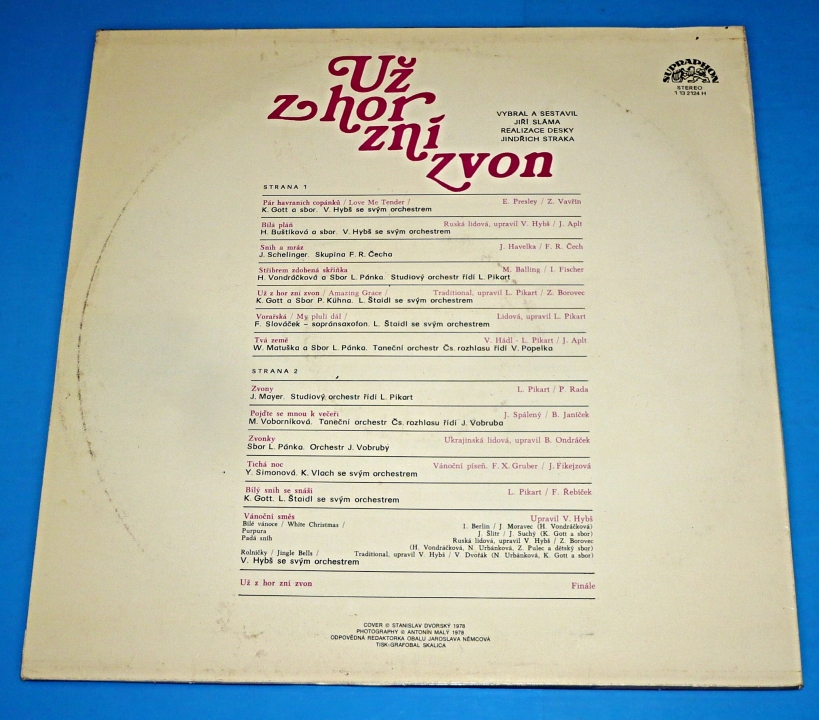 Už
z hor
zní
zvon
SUPRAPHON
STEREO
1 13 2124 H
VYBRAL A SESTAVIL
JIŘÍ SLÁMA
REALIZACE DESKY
JINDŘICH STRAKA
STRANA 1
Pár havraních copánků / Love Me Tender / E. Presley / Z. Vavřín
K. Gott a sbor. V. Hybš se svým orchestrem
Bílá pláň Ruská lidová, upravil V. Hybš / J. Aplt
H. Buštíková a sbor. V. Hybš se svým orchestrem
Sníh a mráz J. Havelka / F. R. Čech
J. Schelinger. Skupina F. R. Čecha
Stříbrem zdobená skříňka M. Balling / I. Fischer
H. Vondráčková a Sbor L. Pánka. Studiový orchestr řídí L. Pikart
Už z hor zní zvon / Amazing Grace / Traditional, upravil L. Pikart / Z. Borovec
K. Gott a Sbor P. Kühna. L. Štaidl se svým orchestrem
Vorařská / My pluli dál / Lidová, upravil L. Pikart
F. Slováček – sopránsaxofon. L. Štaidl se svým orchestrem
Tvá země V. Hádl - L. Pikart / J. Aplt
W. Matuška a Sbor L. Pánka. Taneční orchestr Čs. rozhlasu řídí V. Popelka
STRANA 2
Zvony L. Pikart / P. Rada
J. Mayer. Studiový orchestr řídí L. Pikart
Pojďte se mnou k večeři J. Spálený / B. Janíček
M. Voborníková. Taneční orchestr Čs. rozhlasu řídí J. Vobruba
Zvonky Ukrajinská lidová, upravil B. Ondráček
Sbor L. Pánka. Orchestr J. Vobruby
Tichá noc Vánoční píseň. F. X. Gruber / J. Fikejzová
Y. Simonová. K. Vlach se svým orchestrem
Bílý sníh se snáší L. Pikart / F. Řebíček
K. Gott. L. Štaidl se svým orchestrem
Vánoční směs Upravil V. Hybš
Bílé vánoce / White Christmas / I. Berlin / J. Moravec (H. Vondráčková)
Purpura J. Šlitr / J. Suchý (K. Gott a sbor)
Padá sníh Ruská lidová, upravil V. Hybš / Z. Borovec
(H. Vondráčková, N. Urbánková, Z. Pulec a dětský sbor)
Rolničky / Jingle Bells / Traditional, upravil V. Hybš / V. Dvořák (N. Urbánková, K. Gott a sbor)
V. Hybš se svým orchestrem
Už z hor zní zvon Finále
COVER © STANISLAV DVORSKÝ 1978
PHOTOGRAPHY © ANTONÍN MALÝ 1978
ODPOVĚDNÁ REDAKTORKA OBALU JAROSLAVA NĚMCOVÁ
TISK: GRAFOBAL SKALICA